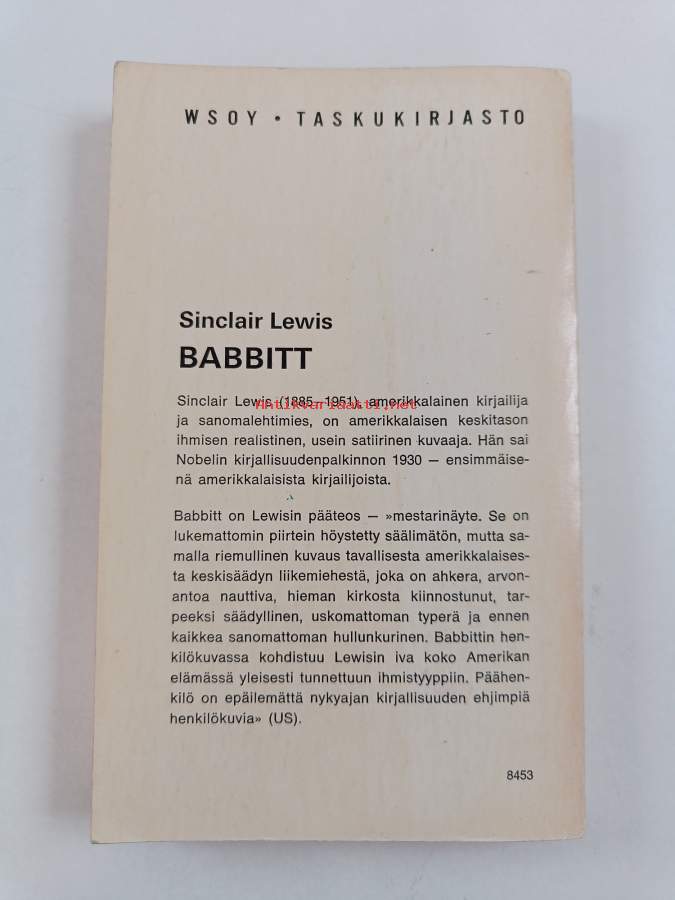 WSOY • TASKUKIRJASTO
Sinclair Lewis
BABBITT
Sinclair Lewis (1885–1951), amerikkalainen kirjailija
Antikvariaatti.net
ja sanomalehtimies, on amerikkalaisen keskitason
ihmisen realistinen, usein satiirinen kuvaaja. Hän sai
Nobelin kirjallisuudenpalkinnon 1930 — ensimmäise-
nä amerikkalaisista kirjailijoista.
Babbitt on Lewisin pääteos — »mestarinäyte. Se on
lukemattomin piirtein höystetty säälimätön, mutta sa-
malla riemullinen kuvaus tavallisesta amerikkalaises-
ta keskisäädyn liikemiehestä, joka on ahkera, arvon-
antoa nauttiva, hieman kirkosta kiinnostunut, tar-
peeksi säädyllinen, uskomattoman typerä ja ennen
kaikkea sanomattoman hullunkurinen. Babbittin hen-
kilökuvassa kohdistuu Lewisin iva koko Amerikan
elämässä yleisesti tunnettuun ihmistyyppiin. Päähen-
kilö on epäilemättä nykyajan kirjallisuuden ehjimpiä
henkilökuvia» (US).
8453